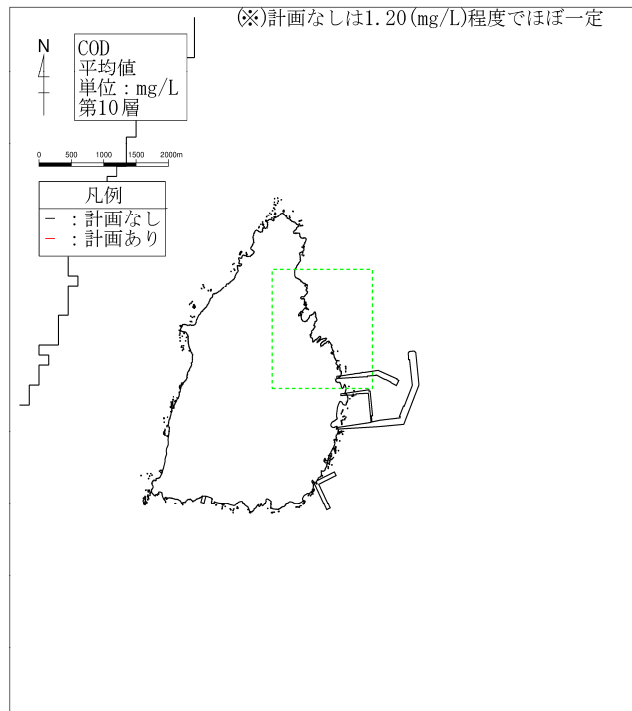 (※)計画なしは1.20(mg/L)程度でほぼ一定
N
COD
平均値
単位：mg/L
第10層
0 500 1000 1500 2000m
凡例
− ：計画なし
− ：計画あり